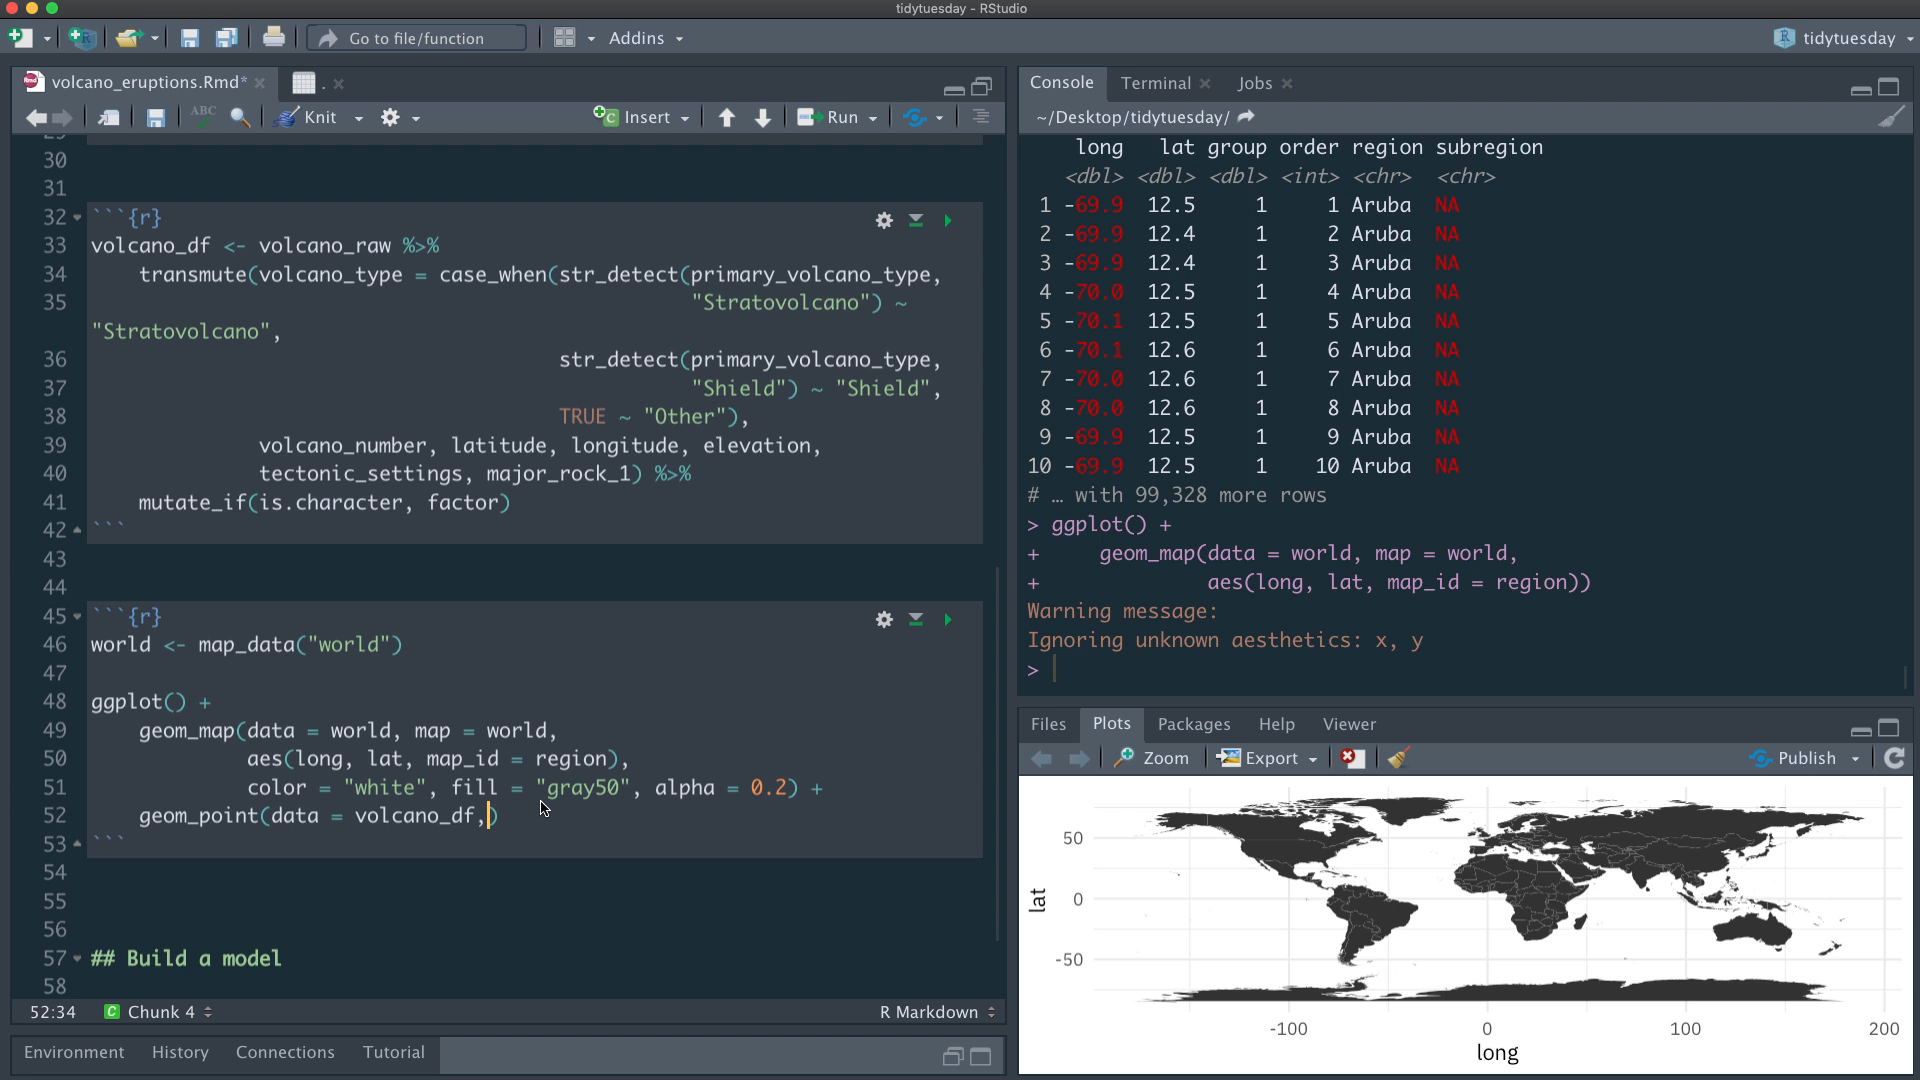 tidytuesday - RStudio
Go to file/function
Addins
tidytuesday
volcano_eruptions.Rmd*
.
ABC
Knit
Insert
Run
30
31
32 ```{r}
33 volcano_df <- volcano_raw %>%
34 transmute(volcano_type = case_when(str_detect(primary_volcano_type,
35 "Stratovolcano") ~
"Stratovolcano",
36 str_detect(primary_volcano_type,
37 "Shield") ~ "Shield",
38 TRUE ~ "Other"),
39 volcano_number, latitude, longitude, elevation,
40 tectonic_settings, major_rock_1) %>%
41 mutate_if(is.character, factor)
42 ```
43
44
45 ```{r}
46 world <- map_data("world")
47
48 ggplot() +
49 geom_map(data = world, map = world,
50 aes(long, lat, map_id = region),
51 color = "white", fill = "gray50", alpha = 0.2) +
52 geom_point(data = volcano_df,)
53 ```
54
55
56
57 ## Build a model
58
52:34 C Chunk 4 R Markdown
Environment History Connections Tutorial
Console Terminal Jobs
~/Desktop/tidytuesday/
long lat group order region subregion
<dbl> <dbl> <dbl> <int> <chr> <chr>
1 -69.9 12.5 1 1 Aruba NA
2 -69.9 12.4 1 2 Aruba NA
3 -69.9 12.4 1 3 Aruba NA
4 -70.0 12.5 1 4 Aruba NA
5 -70.1 12.5 1 5 Aruba NA
6 -70.1 12.6 1 6 Aruba NA
7 -70.0 12.6 1 7 Aruba NA
8 -70.0 12.6 1 8 Aruba NA
9 -69.9 12.5 1 9 Aruba NA
10 -69.9 12.5 1 10 Aruba NA
# … with 99,328 more rows
> ggplot() +
+ geom_map(data = world, map = world,
+ aes(long, lat, map_id = region))
Warning message:
Ignoring unknown aesthetics: x, y
>
Files Plots Packages Help Viewer
Zoom Export Publish
50
0
-50
lat
-100 0 100 200
long